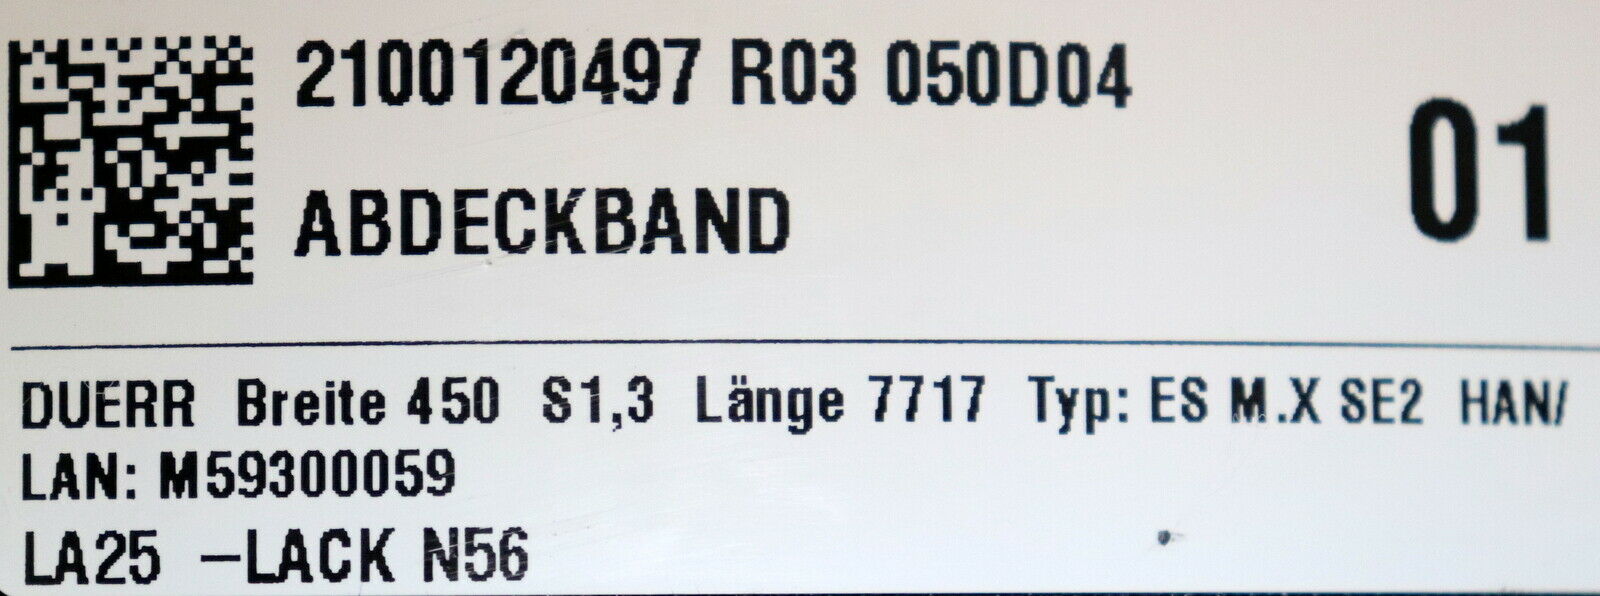 2100120497 R03 050D04
01
ABDECKBAND
DUERR Breite 450 S1,3 Länge 7717 Typ: ES M.X SE2 HAN/
LAN: M59300059
LA25 –LACK N56